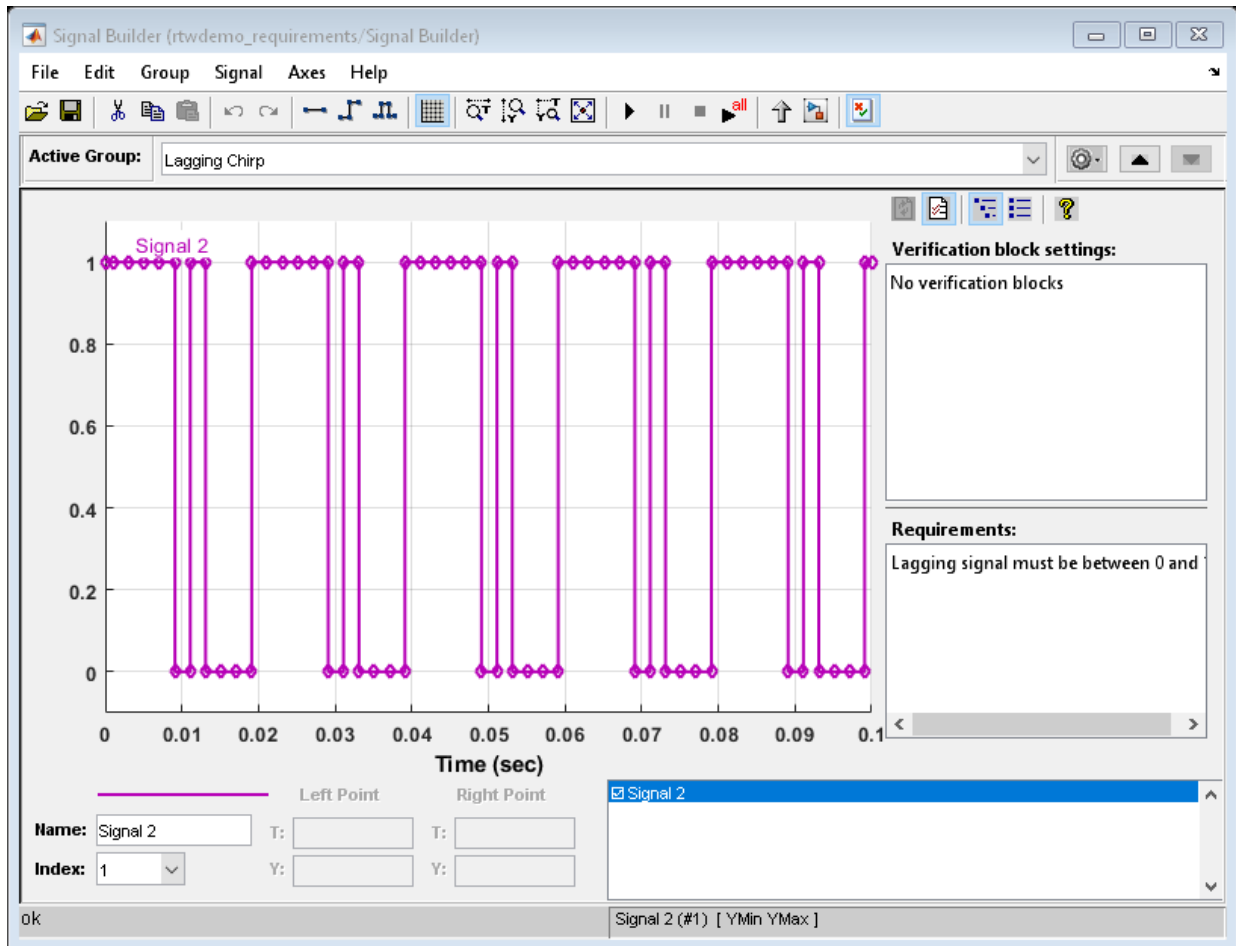 Signal Builder (rtwdemo_requirements/Signal Builder)
File Edit Group Signal Axes Help
all
Active Group: Lagging Chirp
Signal 2
1
0.8
0.6
0.4
0.2
0
0 0.01 0.02 0.03 0.04 0.05 0.06 0.07 0.08 0.09 0.1
Time (sec)
Verification block settings:
No verification blocks
Requirements:
Lagging signal must be between 0 and
Left Point Right Point
Name: Signal 2 T: T:
Index: 1 Y: Y:
Signal 2
ok
Signal 2 (#1) [ YMin YMax ]